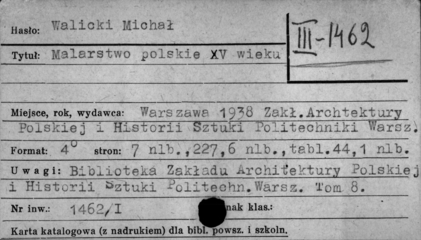 Hasło: Walicki Michał
III-1462
Tytuł: Malarstwo polskie XV wieku
Miejsce, rok, wydawca: Warszawa 1938 Zakł.Archtektury
Polskiej i Historii Sztuki Politechniki Warsz.
Format: 4° stron: 7 nlb.,227,6 nlb.,tabl.44,1 nlb.
Uwagi: Biblioteka Zakładu Architektury Polskiej
i Historii Sztuki Politechn.Warsz. Tom 8.
Nr inw.: 1462/I nak klas.:
Karta katalogowa (z nadrukiem) dla bibl. powsz. i szkoln.